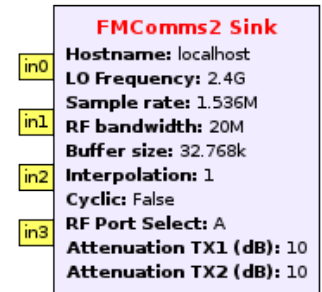 FMComms2 Sink
in0
Hostname: localhost
LO Frequency: 2.4G
Sample rate: 1.536M
in1
RF bandwidth: 20M
Buffer size: 32.768k
in2
Interpolation: 1
Cyclic: False
in3
RF Port Select: A
Attenuation TX1 (dB): 10
Attenuation TX2 (dB): 10